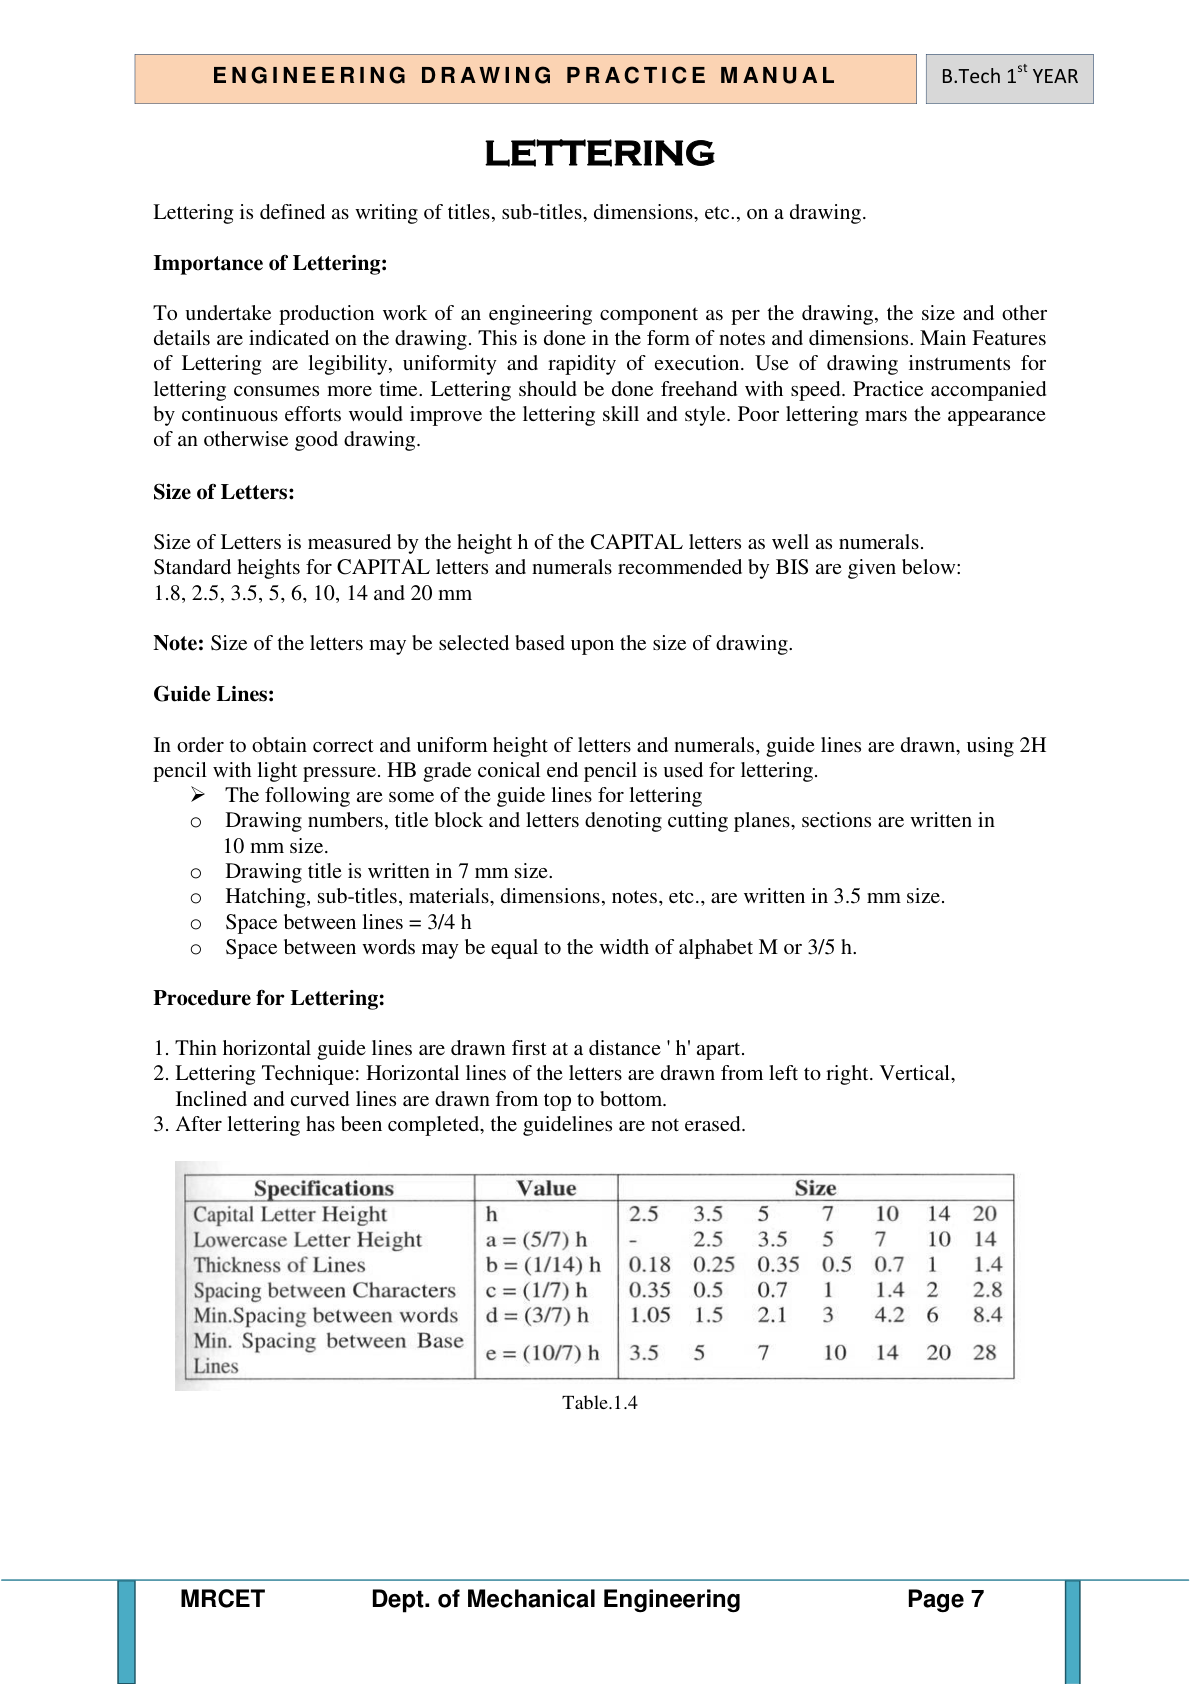 ENGINEERING DRAWING PRACTICE MANUAL
B.Tech 1st YEAR
LETTERING
Lettering is defined as writing of titles, sub-titles, dimensions, etc., on a drawing.
Importance of Lettering:
To undertake production work of an engineering component as per the drawing, the size and other
details are indicated on the drawing. This is done in the form of notes and dimensions. Main Features
of Lettering are legibility, uniformity and rapidity of execution. Use of drawing instruments for
lettering consumes more time. Lettering should be done freehand with speed. Practice accompanied
by continuous efforts would improve the lettering skill and style. Poor lettering mars the appearance
of an otherwise good drawing.
Size of Letters:
Size of Letters is measured by the height h of the CAPITAL letters as well as numerals.
Standard heights for CAPITAL letters and numerals recommended by BIS are given below:
1.8, 2.5, 3.5, 5, 6, 10, 14 and 20 mm
Note: Size of the letters may be selected based upon the size of drawing.
Guide Lines:
In order to obtain correct and uniform height of letters and numerals, guide lines are drawn, using 2H
pencil with light pressure. HB grade conical end pencil is used for lettering.
➢ The following are some of the guide lines for lettering
o Drawing numbers, title block and letters denoting cutting planes, sections are written in
10 mm size.
o Drawing title is written in 7 mm size.
o Hatching, sub-titles, materials, dimensions, notes, etc., are written in 3.5 mm size.
o Space between lines = 3/4 h
o Space between words may be equal to the width of alphabet M or 3/5 h.
Procedure for Lettering:
1. Thin horizontal guide lines are drawn first at a distance ' h' apart.
2. Lettering Technique: Horizontal lines of the letters are drawn from left to right. Vertical,
Inclined and curved lines are drawn from top to bottom.
3. After lettering has been completed, the guidelines are not erased.
Specifications Value Size
Capital Letter Height h 2.5 3.5 5 7 10 14 20
Lowercase Letter Height a = (5/7) h - 2.5 3.5 5 7 10 14
Thickness of Lines b = (1/14) h 0.18 0.25 0.35 0.5 0.7 1 1.4
Spacing between Characters c = (1/7) h 0.35 0.5 0.7 1 1.4 2 2.8
Min.Spacing between words d = (3/7) h 1.05 1.5 2.1 3 4.2 6 8.4
Min. Spacing between Base
Lines e = (10/7) h 3.5 5 7 10 14 20 28
Table.1.4
MRCET Dept. of Mechanical Engineering Page 7